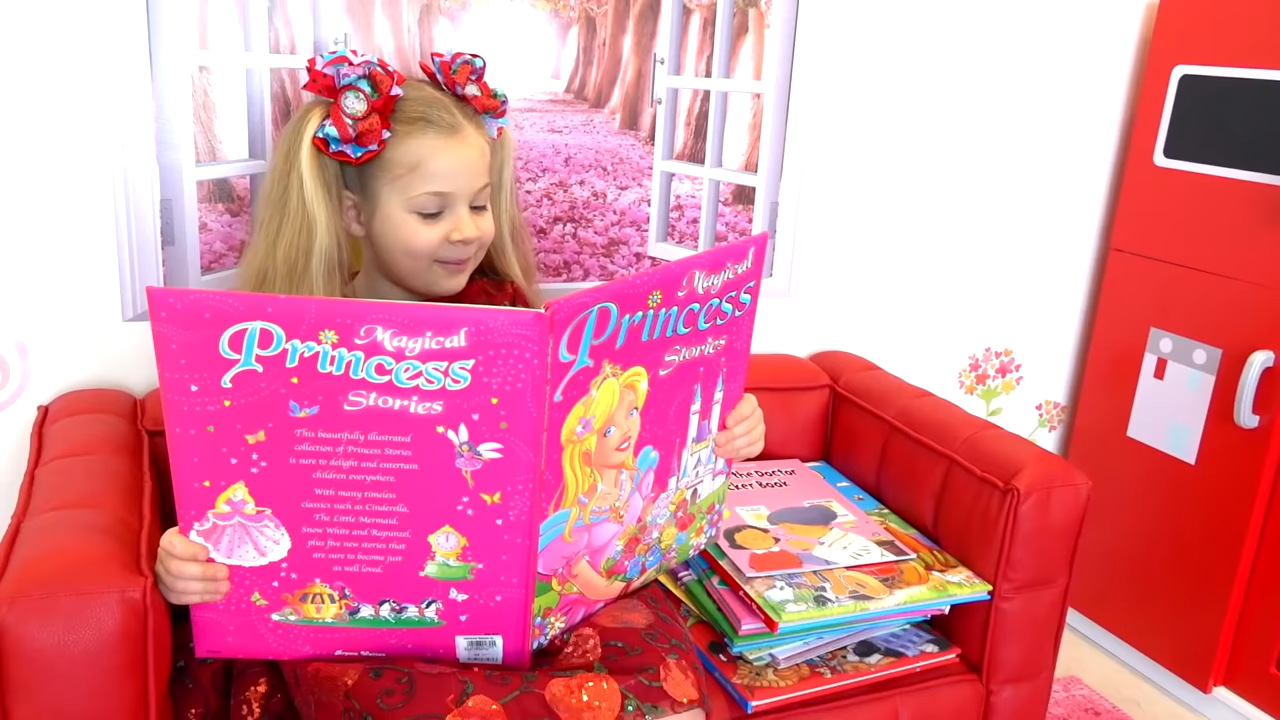 Magical
Princess
Stories
This beautifully illustrated
collection of Princess Stories
is sure to delight and entertain
children everywhere.
With many timeless
classics such as Cinderella,
The Little Mermaid,
Snow White and Rapunzel,
plus five new stories that
are sure to become just
as well loved.
Brown Watson
Magical
Princess
Stories
the Doctor
cker Book